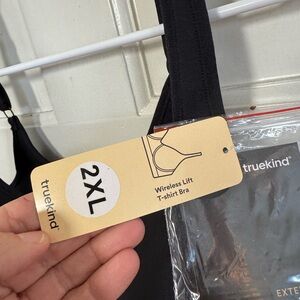 truekind®
2XL
Wireless Lift
T-shirt Bra
truekind®
EXTE